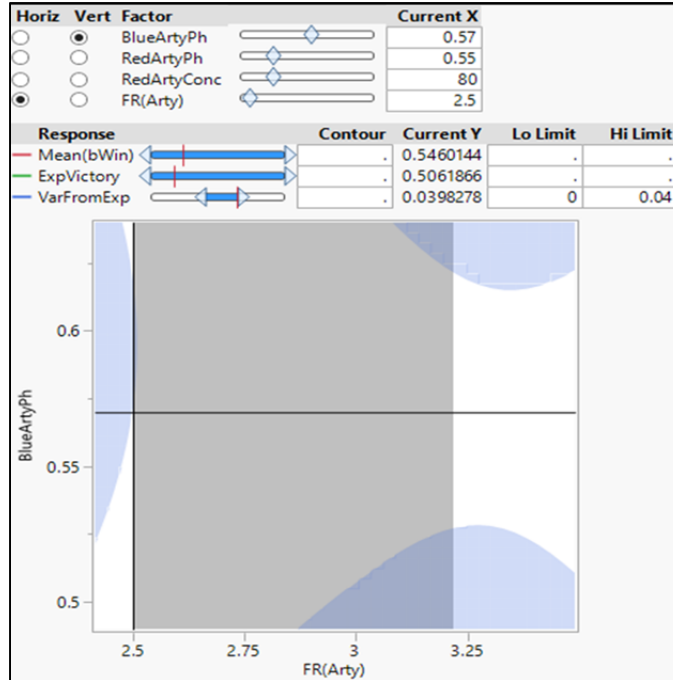 Horiz Vert Factor Current X
BlueArtyPh 0.57
RedArtyPh 0.55
RedArtyConc 80
FR(Arty) 2.5
Response Contour Current Y Lo Limit Hi Limit
Mean(bWin) . 0.5460144 . .
ExpVictory . 0.5061866 . .
VarFromExp . 0.0398278 0 0.04
0.6
0.55
0.5
BlueArtyPh
2.5 2.75 3 3.25
FR(Arty)